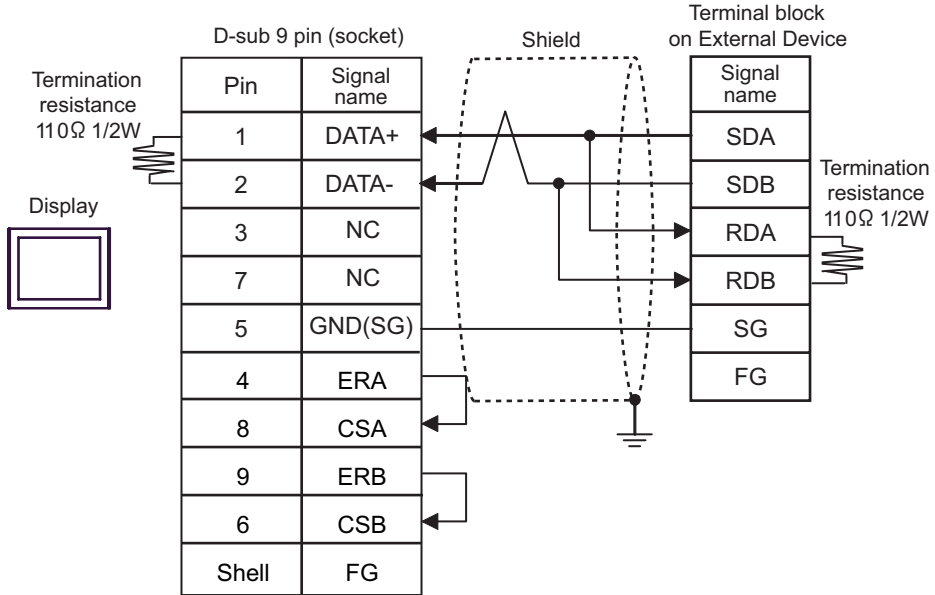 D-sub 9 pin (socket)
Shield
Terminal block
on External Device
Termination
resistance
110Ω 1/2W
Display
Pin
Signal
name
1
DATA+
2
DATA-
3
NC
7
NC
5
GND(SG)
4
ERA
8
CSA
9
ERB
6
CSB
Shell
FG
Signal
name
SDA
SDB
RDA
RDB
SG
FG
Termination
resistance
110Ω 1/2W